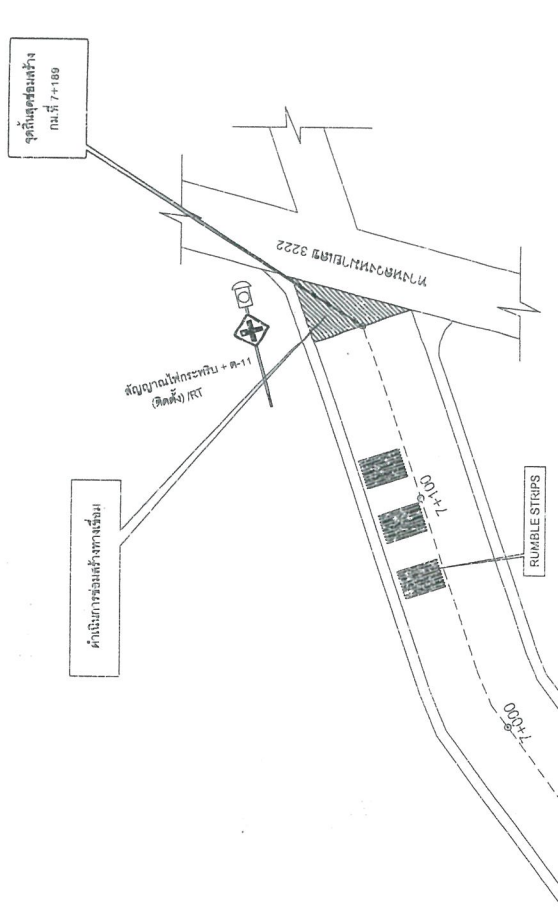 จุดสิ้นสุดซ่อมสร้าง
กม.ที่ 7+189
ทางหลวงหมายเลข 3222
สัญญาณไฟกระพริบ + ต-11
(ติดตั้ง) /RT
ดำเนินการซ่อมสร้างทางเชื่อม
7+100
RUMBLE STRIPS
7+000